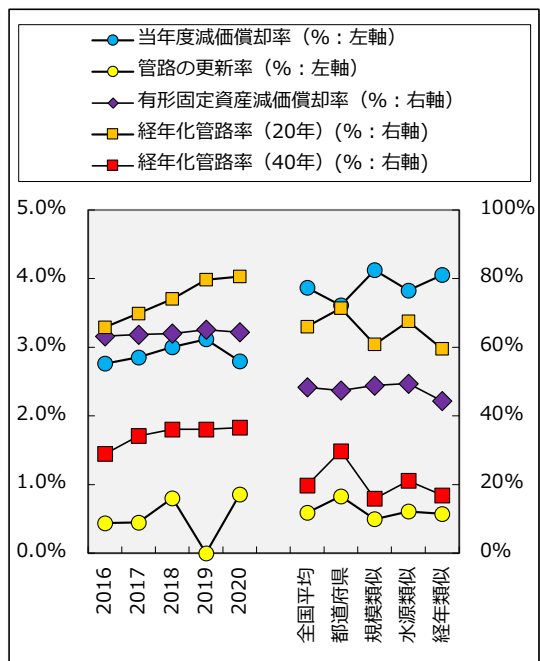 当年度減価償却率（%：左軸）
管路の更新率（%：左軸）
有形固定資産減価償却率（%：右軸）
経年化管路率（20年）(%：右軸)
経年化管路率（40年）(%：右軸)
5.0%
4.0%
3.0%
2.0%
1.0%
0.0%
100%
80%
60%
40%
20%
0%
2016
2017
2018
2019
2020
全国平均
都道府県
規模類似
水源類似
経年類似